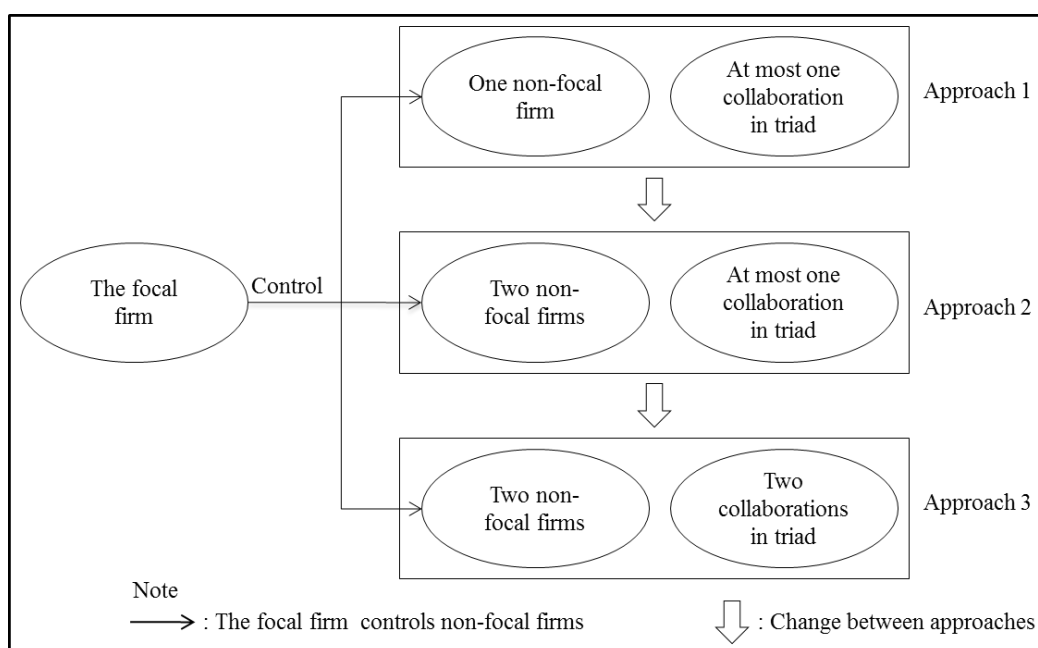 One non-focal
firm
At most one
collaboration
in triad
Approach 1
The focal
firm
Control
Two non-
focal firms
At most one
collaboration
in triad
Approach 2
Two non-
focal firms
Two
collaborations
in triad
Approach 3
Note
: The focal firm controls non-focal firms
: Change between approaches